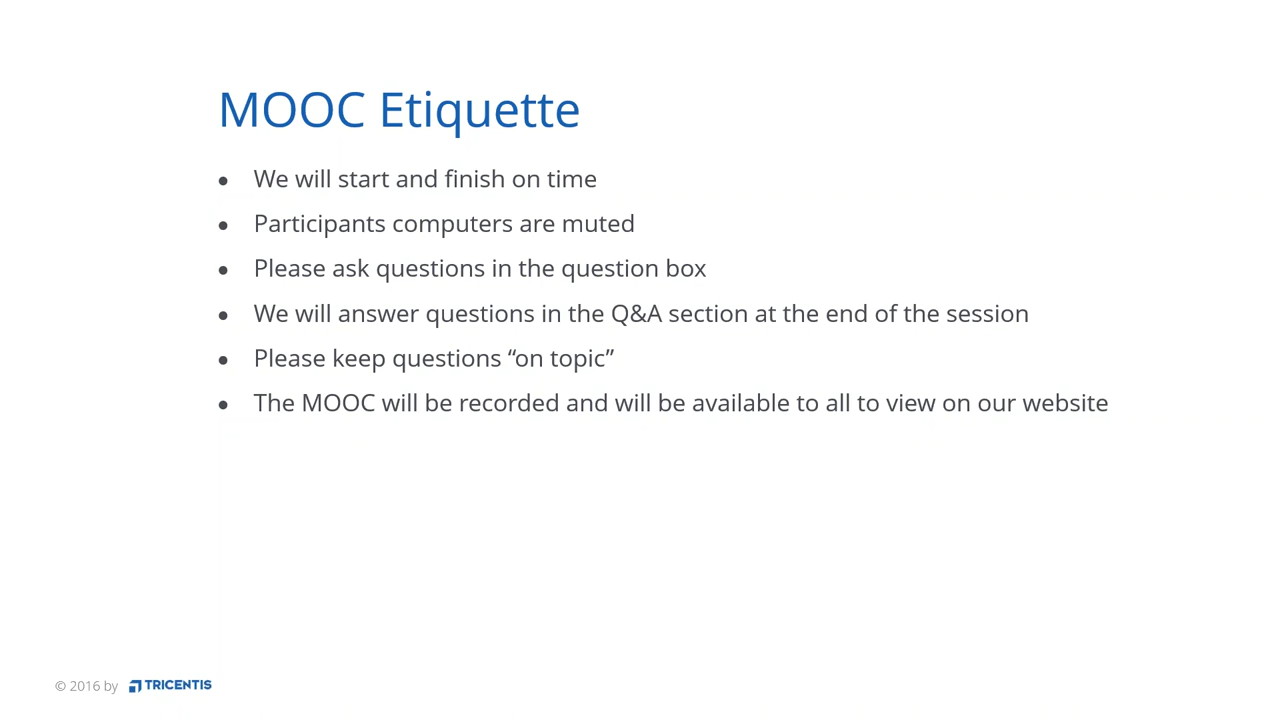 MOOC Etiquette
• We will start and finish on time
• Participants computers are muted
• Please ask questions in the question box
• We will answer questions in the Q&A section at the end of the session
• Please keep questions “on topic”
• The MOOC will be recorded and will be available to all to view on our website
© 2016 by TRICENTIS